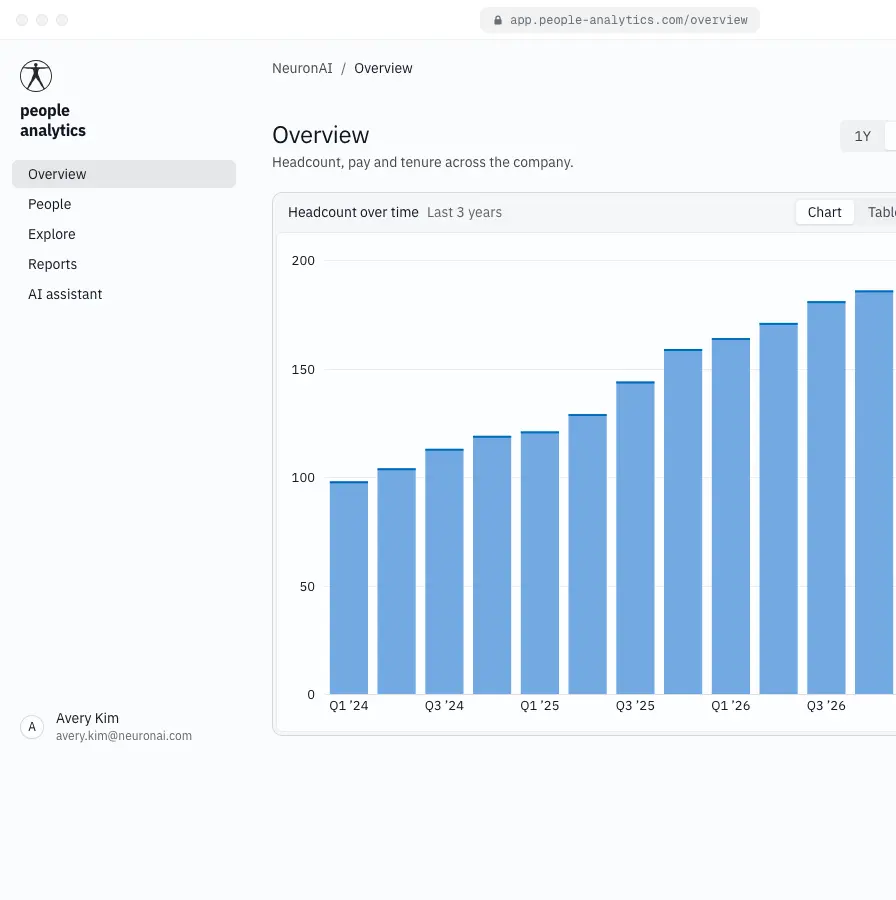 app.people-analytics.com/overview
people
analytics
Overview
People
Explore
Reports
AI assistant
A
Avery Kim
avery.kim@neuronai.com
NeuronAI / Overview
Overview
Headcount, pay and tenure across the company.
1Y
Headcount over time Last 3 years
Chart
200
150
100
50
0
Q1 ’24 Q3 ’24 Q1 ’25 Q3 ’25 Q1 ’26 Q3 ’26